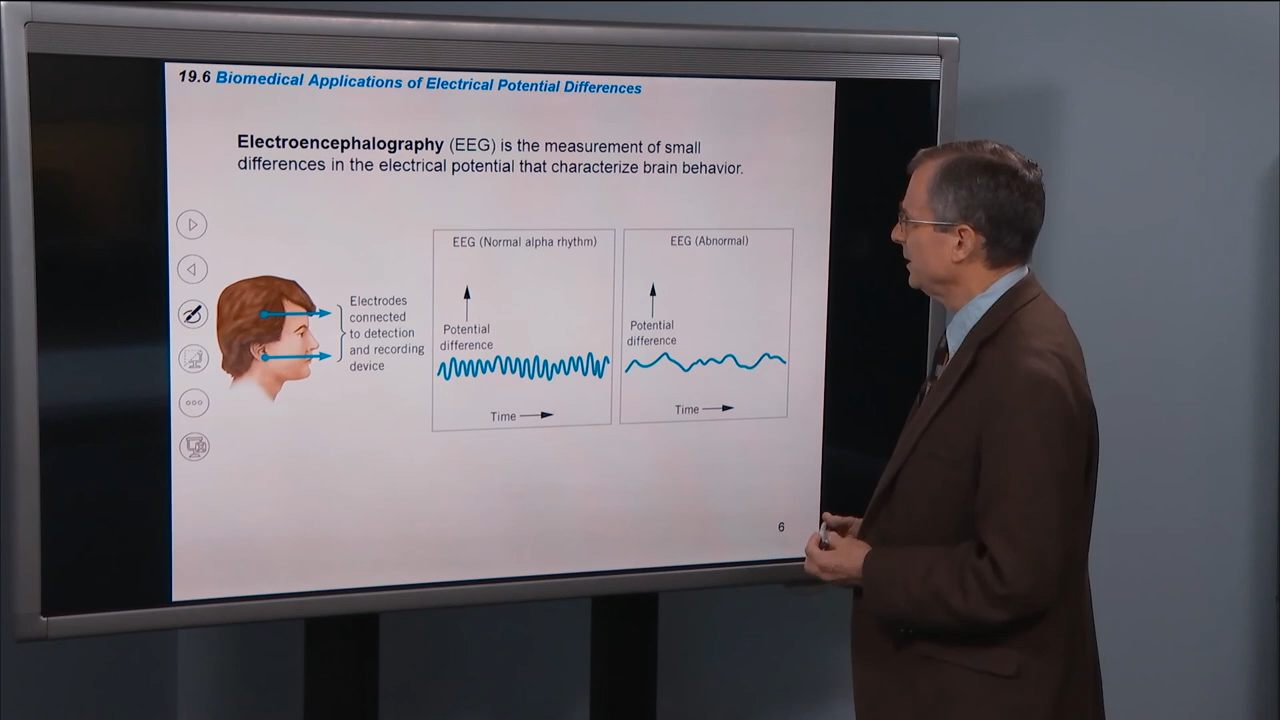 19.6 Biomedical Applications of Electrical Potential Differences
Electroencephalography (EEG) is the measurement of small
differences in the electrical potential that characterize brain behavior.
Electrodes
connected
to detection
and recording
device
EEG (Normal alpha rhythm)
Potential
difference
Time
EEG (Abnormal)
Potential
difference
Time
6